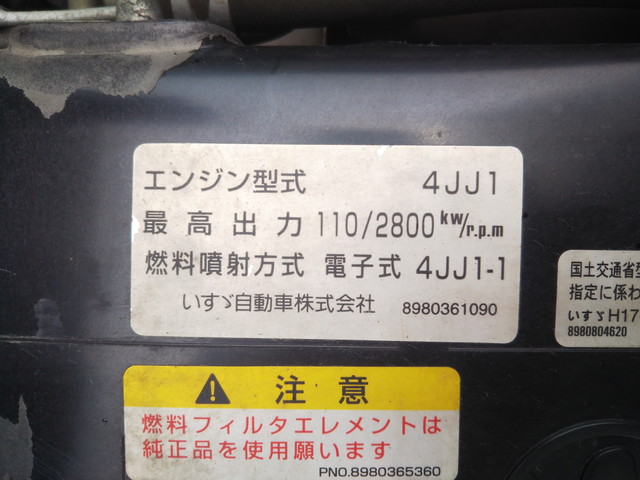 エンジン型式 4JJ1
最高出力 110/2800kw/r.p.m
燃料噴射方式 電子式 4JJ1-1
いすゞ自動車株式会社 8980361090
国土交通省型
指定に係わ
いすゞH17
8980804620
注意
燃料フィルタエレメントは
純正品を使用願います
PNO.8980365360